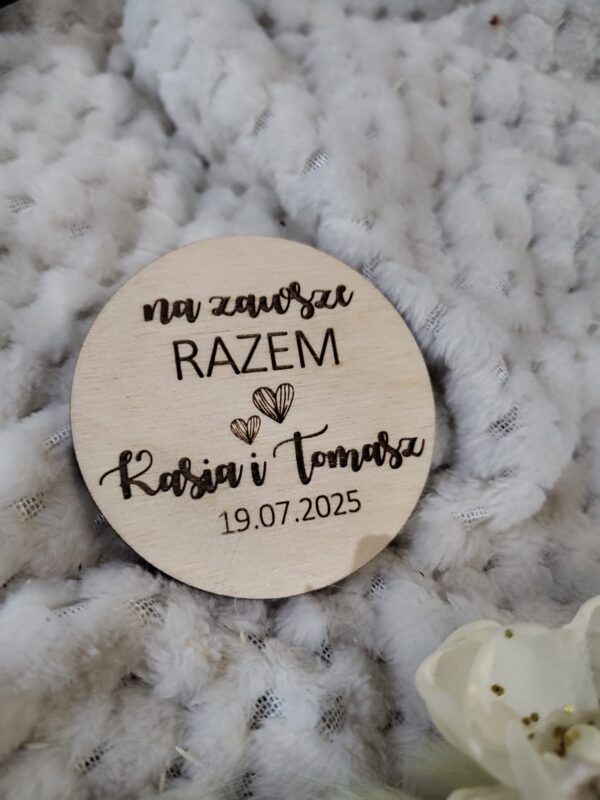 na zawsze
RAZEM
Kasia i Tomasz
19.07.2025